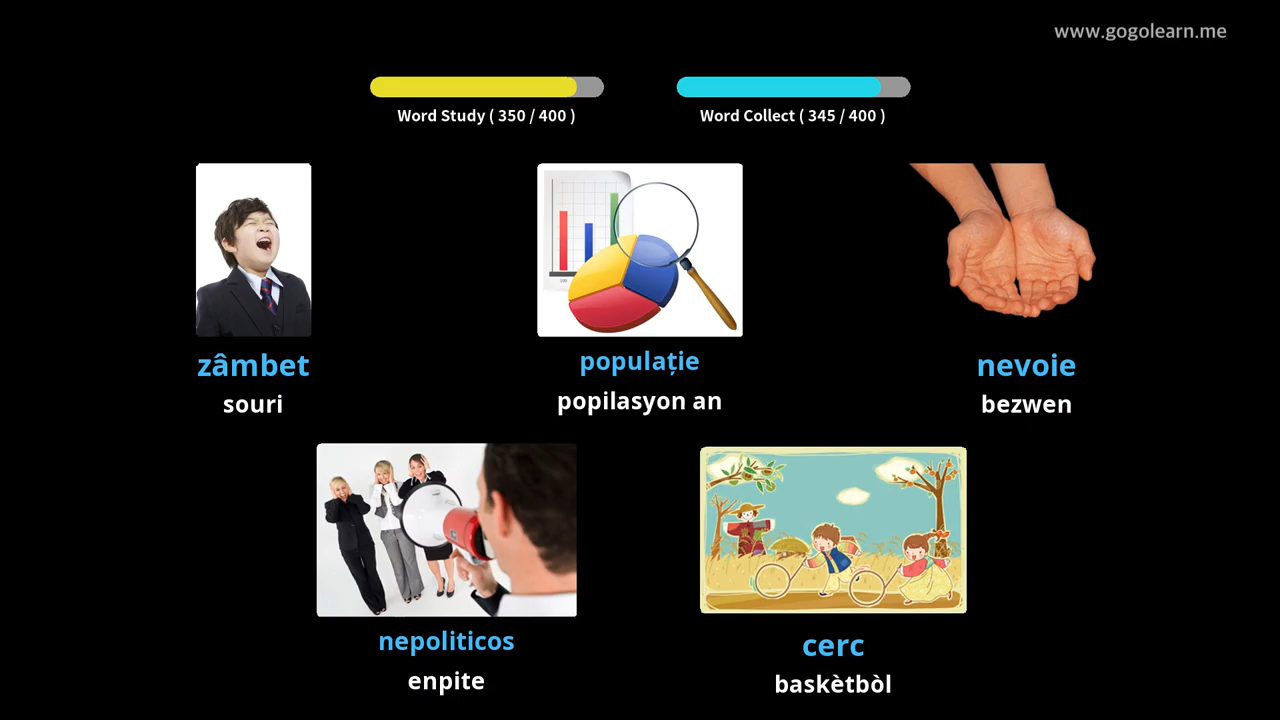 www.gogolearn.me
Word Study ( 350 / 400 )
Word Collect ( 345 / 400 )
zâmbet
souri
populație
popilasyon an
nevoie
bezwen
nepoliticos
enpite
cerc
baskètbòl